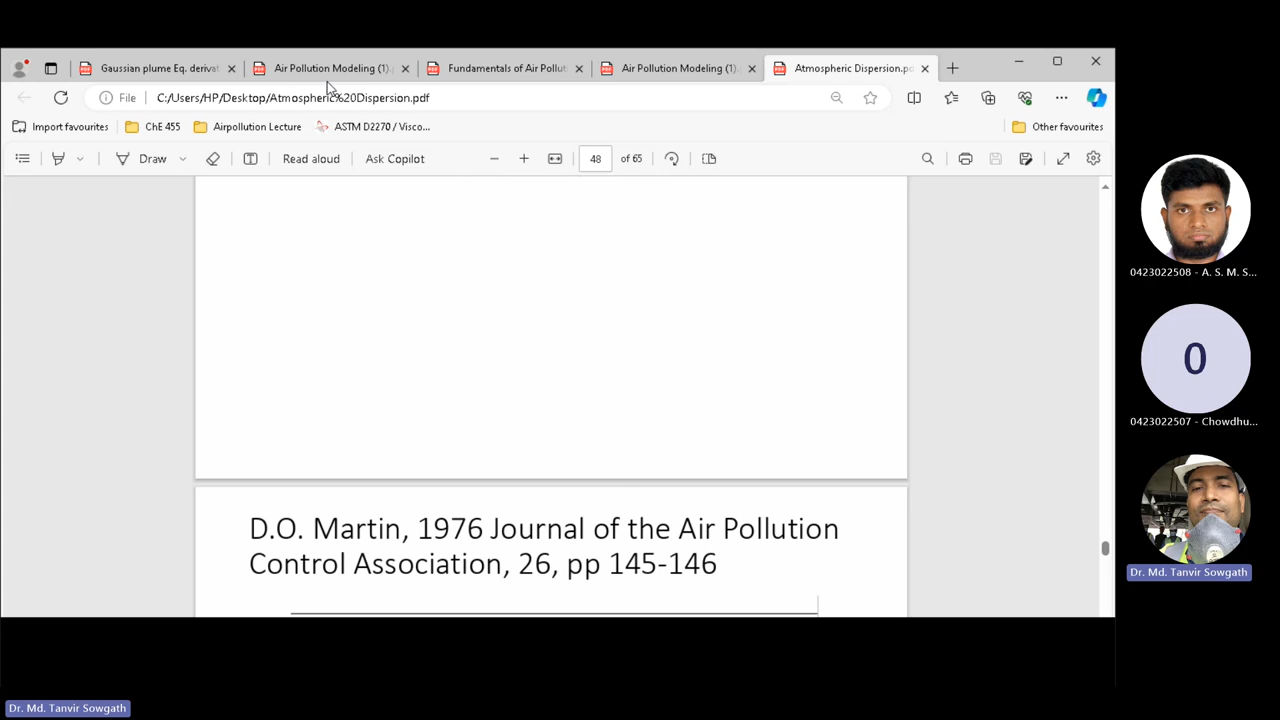 Gaussian plume Eq. derivat
Air Pollution Modeling (1).
Fundamentals of Air Polluti
Air Pollution Modeling (1).
Atmospheric Dispersion.pd
File
C:/Users/HP/Desktop/Atmospheric%20Dispersion.pdf
Import favourites
ChE 455
Airpollution Lecture
ASTM D2270 / Visco...
Other favourites
Draw
Read aloud
Ask Copilot
48
of 65
D.O. Martin, 1976 Journal of the Air Pollution
Control Association, 26, pp 145-146
0423022508 - A. S. M. S...
0
0423022507 - Chowdhu...
Dr. Md. Tanvir Sowgath
Dr. Md. Tanvir Sowgath